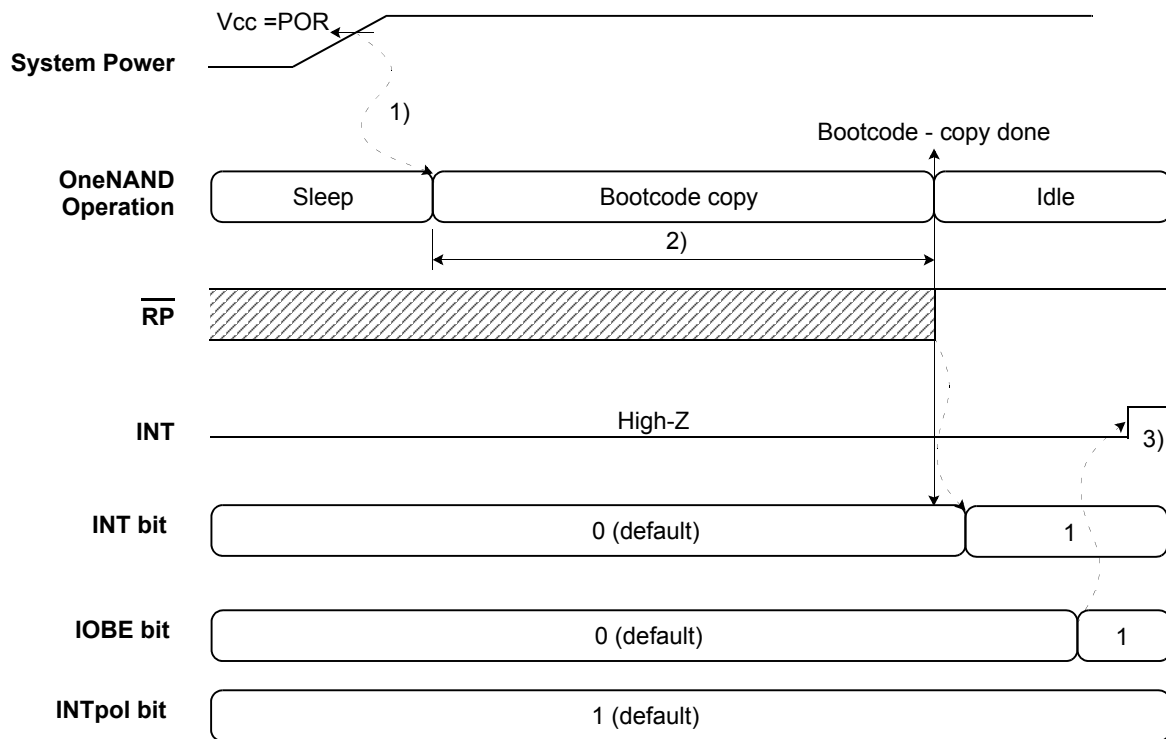 Vcc =POR
System Power
1)
Bootcode - copy done
OneNAND
Operation
Sleep
Bootcode copy
Idle
2)
RP
INT
High-Z
3)
INT bit
0 (default)
1
IOBE bit
0 (default)
1
INTpol bit
1 (default)